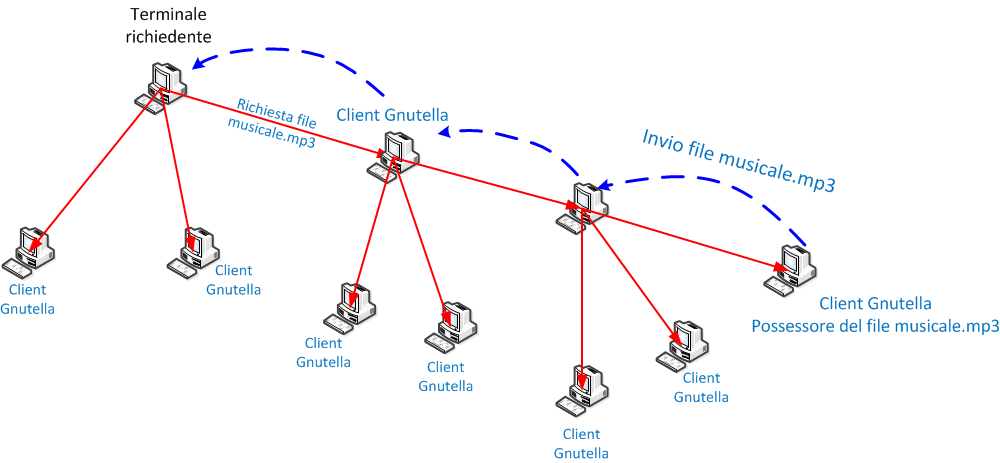 Terminale
richiedente
Richiesta file
musicale.mp3
Client Gnutella
Invio file musicale.mp3
Client
Gnutella
Client
Gnutella
Client
Gnutella
Client
Gnutella
Client Gnutella
Possessore del file musicale.mp3
Client
Gnutella
Client
Gnutella